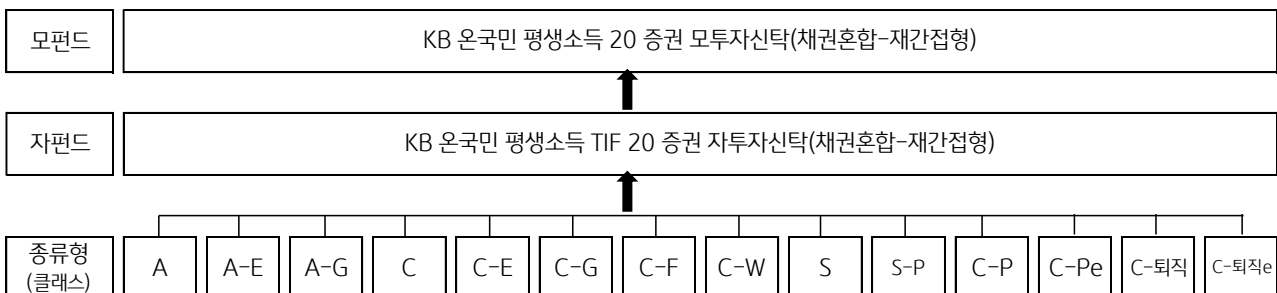 모펀드
KB 온국민 평생소득 20 증권 모투자신탁(채권혼합-재간접형)
자펀드
KB 온국민 평생소득 TIF 20 증권 자투자신탁(채권혼합-재간접형)
종류형
(클래스)
A
A-E
A-G
C
C-E
C-G
C-F
C-W
S
S-P
C-P
C-Pe
C-퇴직
C-퇴직e